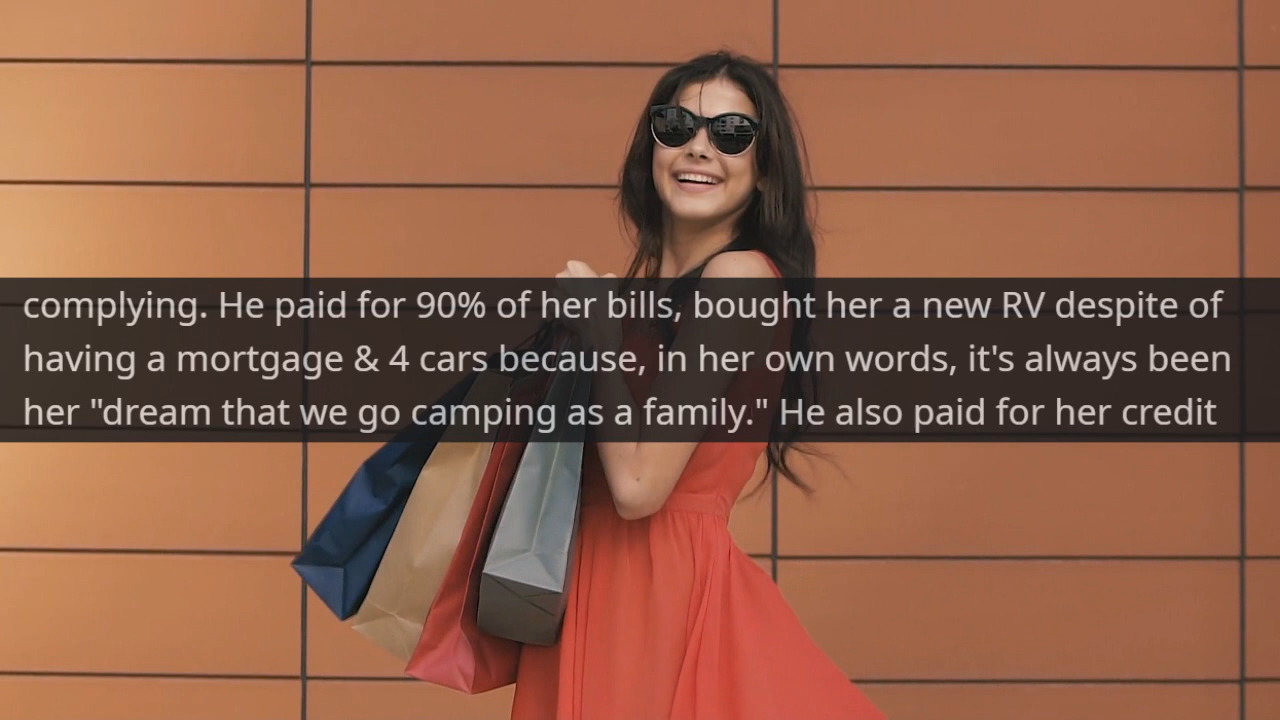 complying. He paid for 90% of her bills, bought her a new RV despite of
having a mortgage & 4 cars because, in her own words, it's always been
her "dream that we go camping as a family." He also paid for her credit